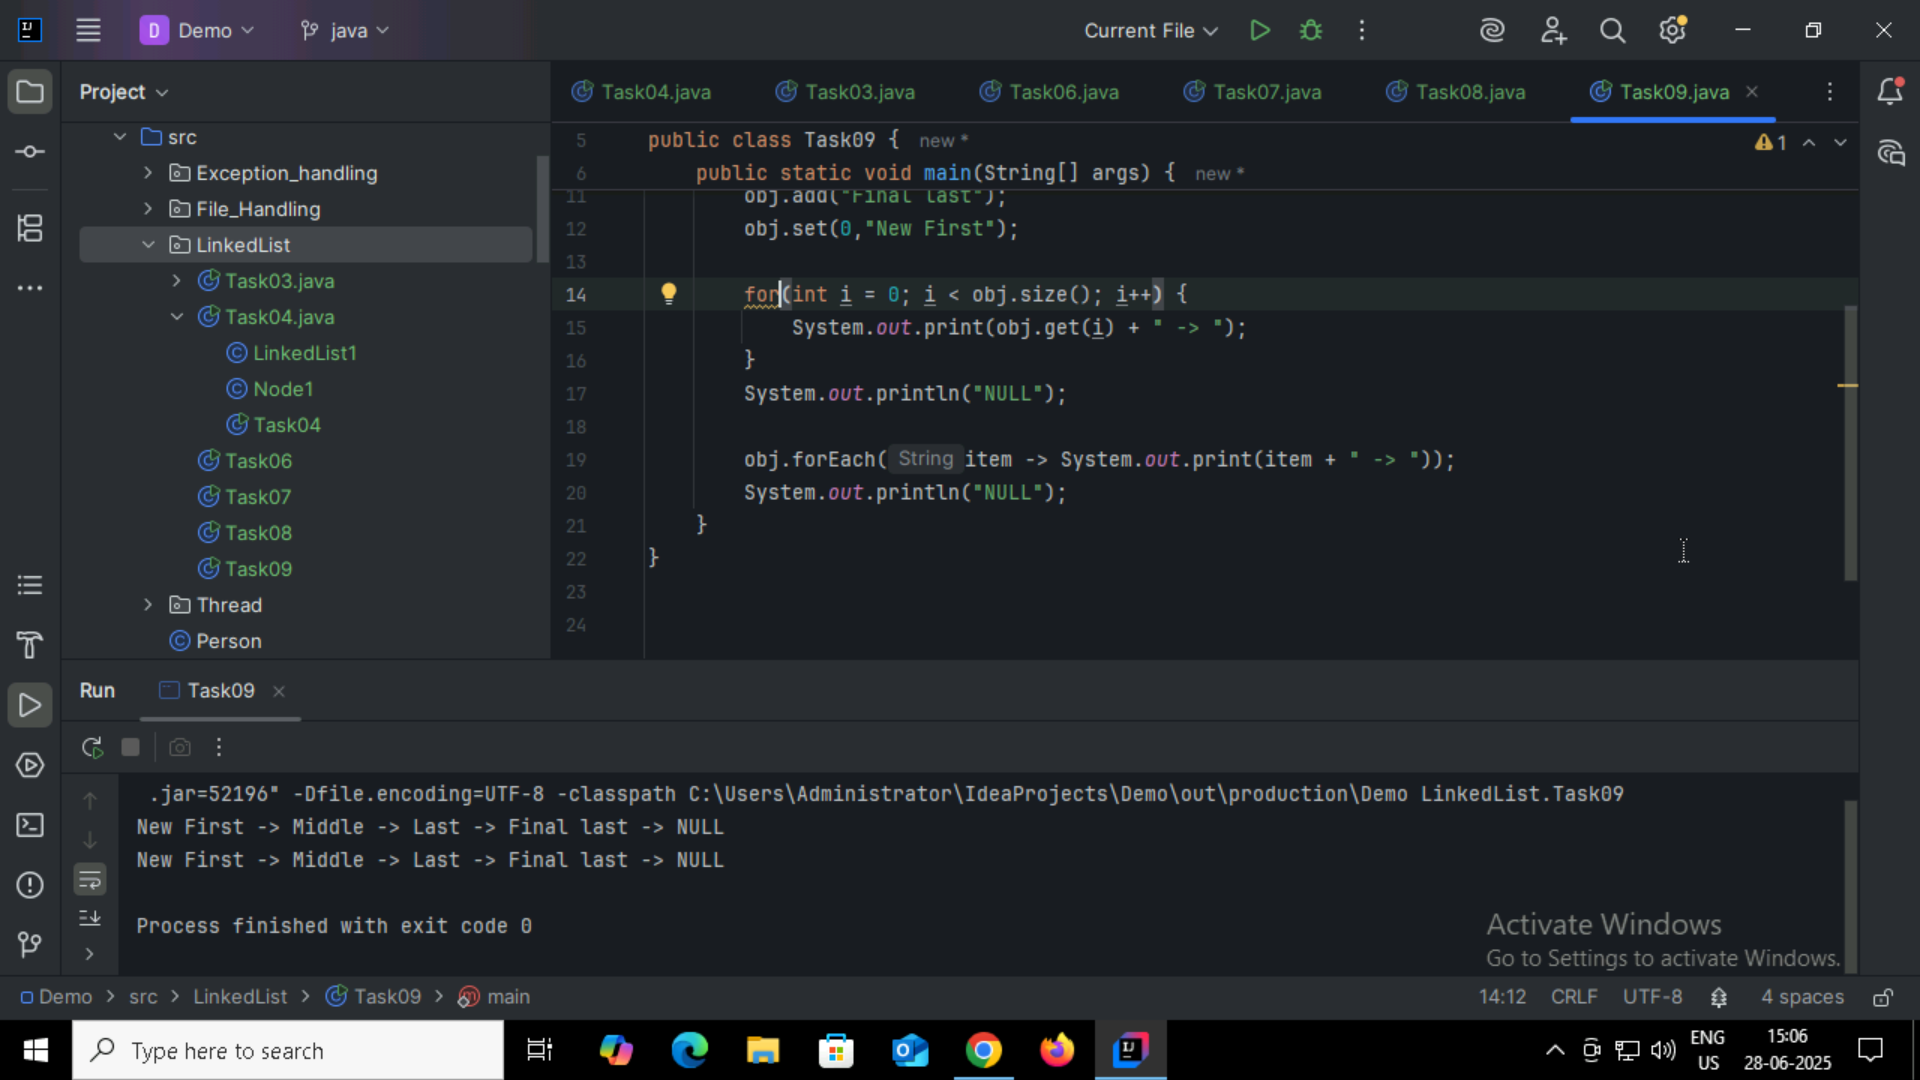 D Demo java Current File
Project
Task04.java Task03.java Task06.java Task07.java Task08.java Task09.java
src
Exception_handling
File_Handling
LinkedList
Task03.java
Task04.java
LinkedList1
Node1
Task04
Task06
Task07
Task08
Task09
Thread
Person
5 public class Task09 { new *
6 public static void main(String[] args) { new *
11 obj.add("Final last");
12 obj.set(0,"New First");
13
14 for(int i = 0; i < obj.size(); i++) {
15 System.out.print(obj.get(i) + " -> ");
16 }
17 System.out.println("NULL");
18
19 obj.forEach( String item -> System.out.print(item + " -> "));
20 System.out.println("NULL");
21 }
22 }
23
24
1
Run Task09
.jar=52196" -Dfile.encoding=UTF-8 -classpath C:\Users\Administrator\IdeaProjects\Demo\out\production\Demo LinkedList.Task09
New First -> Middle -> Last -> Final last -> NULL
New First -> Middle -> Last -> Final last -> NULL
Process finished with exit code 0
Activate Windows
Go to Settings to activate Windows.
Demo > src > LinkedList > Task09 > main 14:12 CRLF UTF-8 4 spaces
Type here to search
ENG
US
15:06
28-06-2025